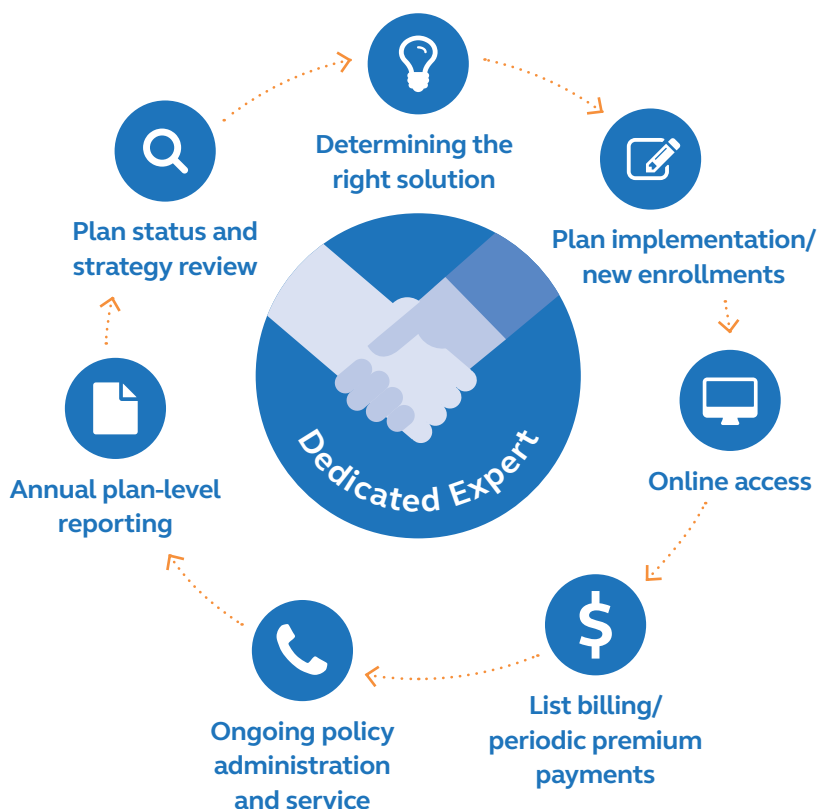 Determining the
right solution
Plan implementation/
new enrollments
Online access
List billing/
periodic premium
payments
Ongoing policy
administration
and service
Annual plan-level
reporting
Plan status and
strategy review
Dedicated Expert
$